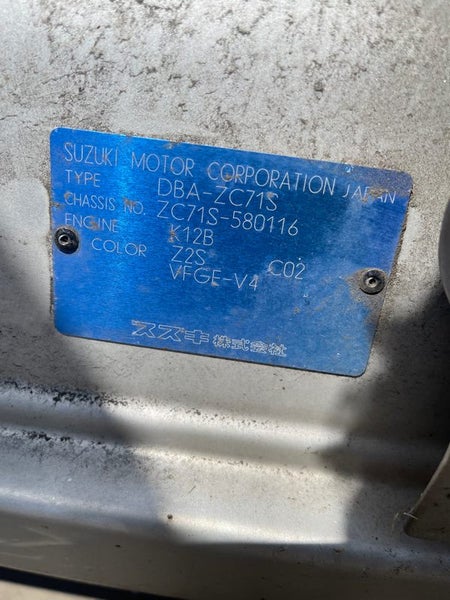 SUZUKI MOTOR CORPORATION JAPAN
TYPE DBA-ZC71S
CHASSIS NO. ZC71S-580116
ENGINE K12B
COLOR Z2S C02
VFGE-V4
スズキ株式会社